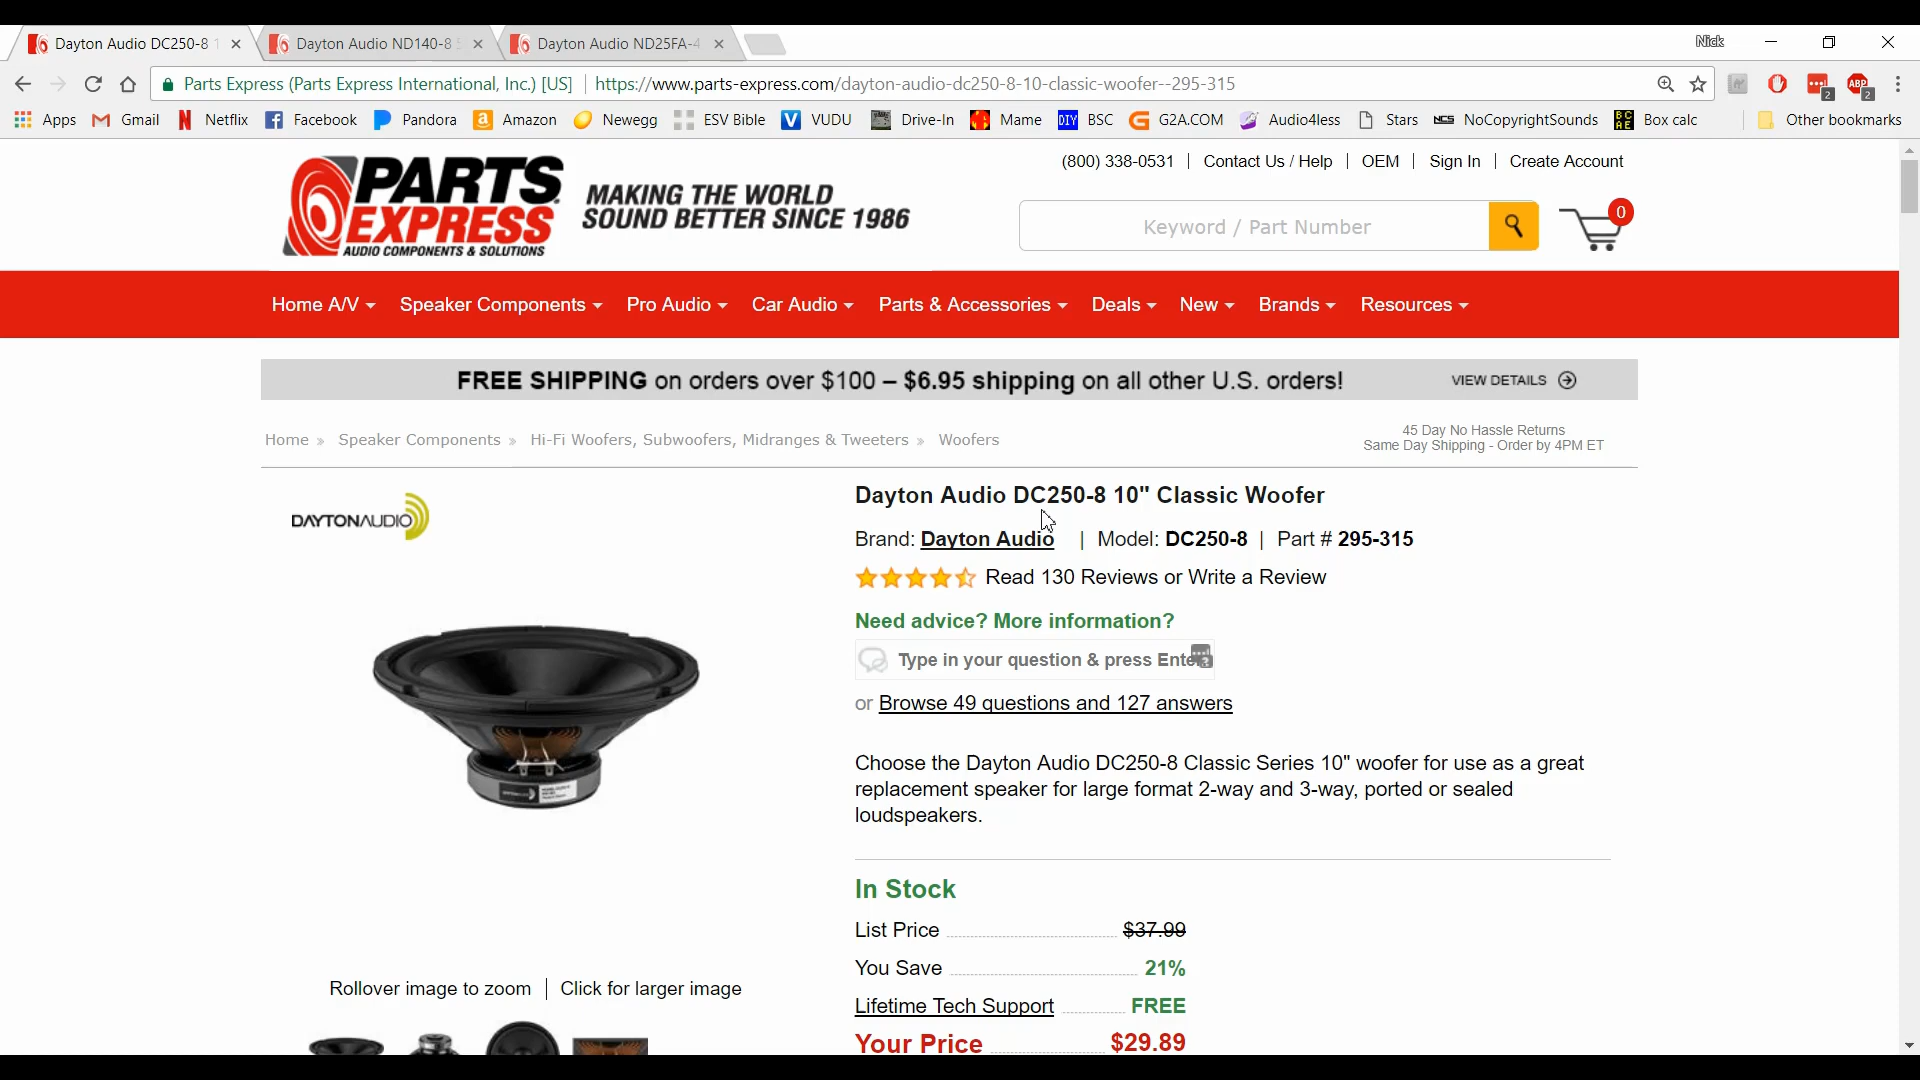 Dayton Audio DC250-8 1
Dayton Audio ND140-8 5
Dayton Audio ND25FA-4
Nick
Parts Express (Parts Express International, Inc.) [US]
https://www.parts-express.com/dayton-audio-dc250-8-10-classic-woofer--295-315
2
ABP
2
Apps
Gmail
Netflix
Facebook
Pandora
Amazon
Newegg
ESV Bible
VUDU
Drive-In
Mame
DIY BSC
G2A.COM
Audio4less
Stars
NCS NoCopyrightSounds
Box calc
Other bookmarks
PARTS EXPRESS
AUDIO COMPONENTS & SOLUTIONS
MAKING THE WORLD
SOUND BETTER SINCE 1986
(800) 338-0531 | Contact Us / Help | OEM | Sign In | Create Account
Keyword / Part Number
0
Home A/V Speaker Components Pro Audio Car Audio Parts & Accessories Deals New Brands Resources
FREE SHIPPING on orders over $100 – $6.95 shipping on all other U.S. orders!
VIEW DETAILS
Home » Speaker Components » Hi-Fi Woofers, Subwoofers, Midranges & Tweeters » Woofers
45 Day No Hassle Returns
Same Day Shipping - Order by 4PM ET
DAYTONAUDIO
Dayton Audio DC250-8 10" Classic Woofer
Brand: Dayton Audio | Model: DC250-8 | Part # 295-315
Read 130 Reviews or Write a Review
Need advice? More information?
Type in your question & press Enter
or Browse 49 questions and 127 answers
Choose the Dayton Audio DC250-8 Classic Series 10" woofer for use as a great
replacement speaker for large format 2-way and 3-way, ported or sealed
loudspeakers.
In Stock
List Price $37.99
You Save 21%
Lifetime Tech Support FREE
Your Price $29.89
Rollover image to zoom | Click for larger image